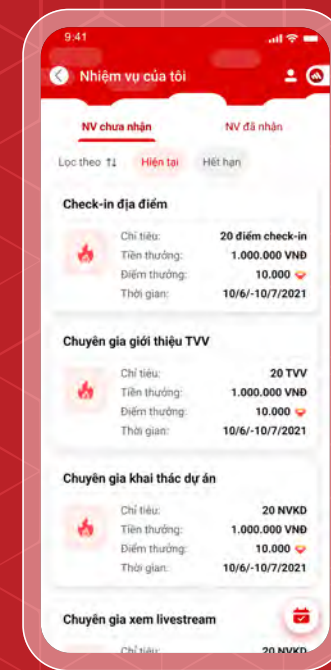 9:41
Nhiệm vụ của tôi
NV chưa nhận NV đã nhận
Lọc theo Hiện tại Hết hạn
Check-in địa điểm
Chỉ tiêu: 20 điểm check-in
Tiền thưởng: 1.000.000 VNĐ
Điểm thưởng: 10.000
Thời gian: 10/6/-10/7/2021
Chuyên gia giới thiệu TVV
Chỉ tiêu: 20 TVV
Tiền thưởng: 1.000.000 VNĐ
Điểm thưởng: 10.000
Thời gian: 10/6/-10/7/2021
Chuyên gia khai thác dự án
Chỉ tiêu: 20 NVKD
Tiền thưởng: 1.000.000 VNĐ
Điểm thưởng: 10.000
Thời gian: 10/6/-10/7/2021
Chuyên gia xem livestream
Chỉ tiêu: 20 NVKD